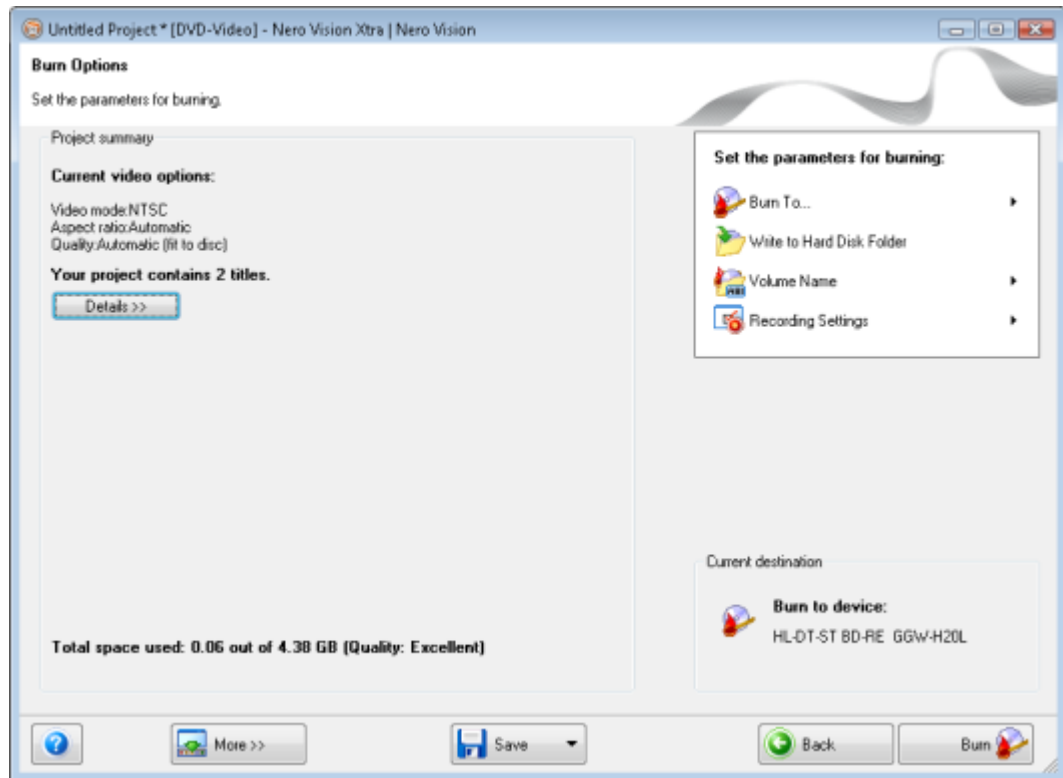 Untitled Project * [DVD-Video] - Nero Vision Xtra | Nero Vision
Burn Options
Set the parameters for burning.
Project summary
Current video options:
Video mode:NTSC
Aspect ratio:Automatic
Quality:Automatic (fit to disc)
Your project contains 2 titles.
Details >>
Total space used: 0.06 out of 4.38 GB (Quality: Excellent)
Set the parameters for burning:
Burn To...
Write to Hard Disk Folder
Volume Name
Recording Settings
Current destination
Burn to device:
HL-DT-ST BD-RE GGW-H20L
More >>
Save
Back
Burn